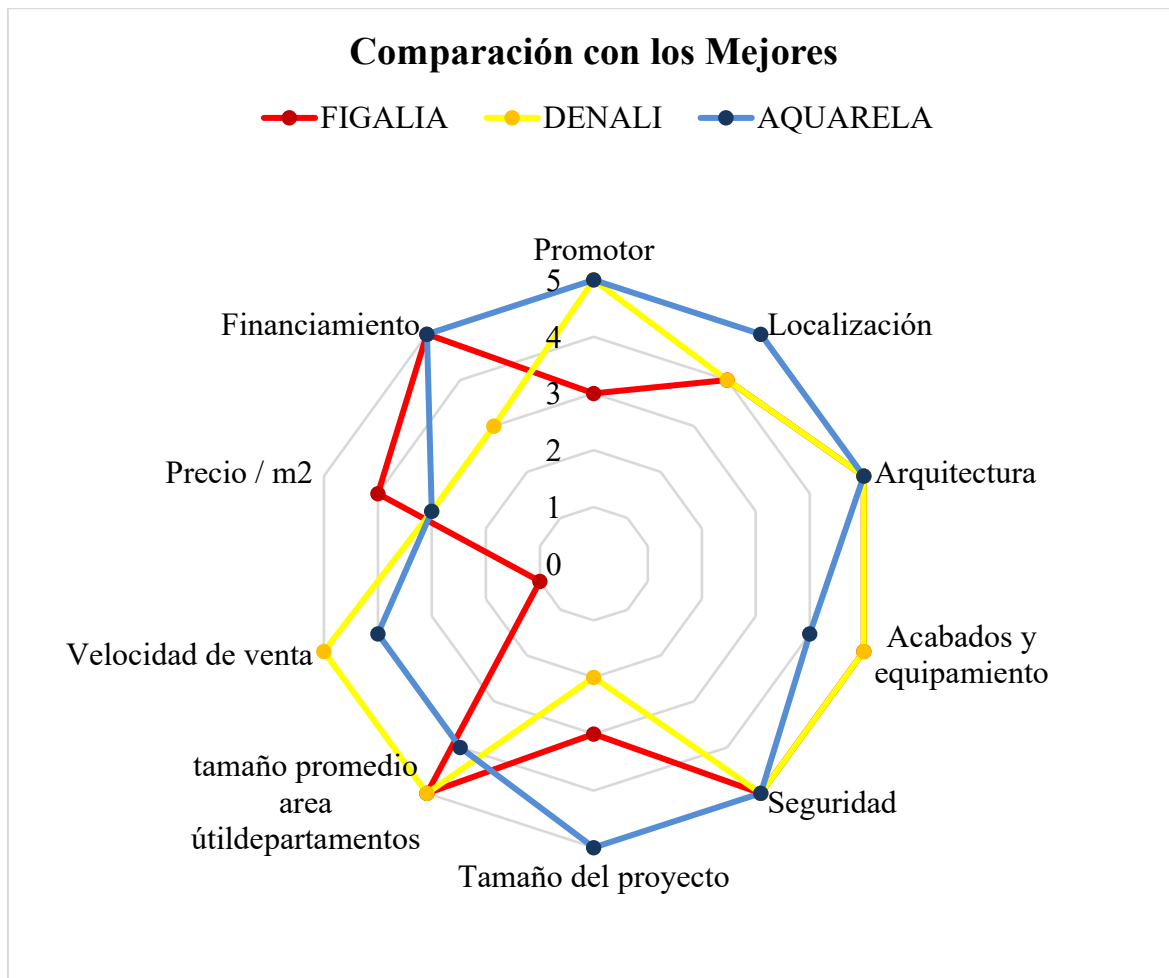 Comparación con los Mejores
FIGALIA DENALI AQUARELA
Promotor
5
Financiamiento
Localización
4
3
Precio / m2
Arquitectura
2
1
0
Velocidad de venta
Acabados y
equipamiento
tamaño promedio
area
útildepartamentos
Seguridad
Tamaño del proyecto